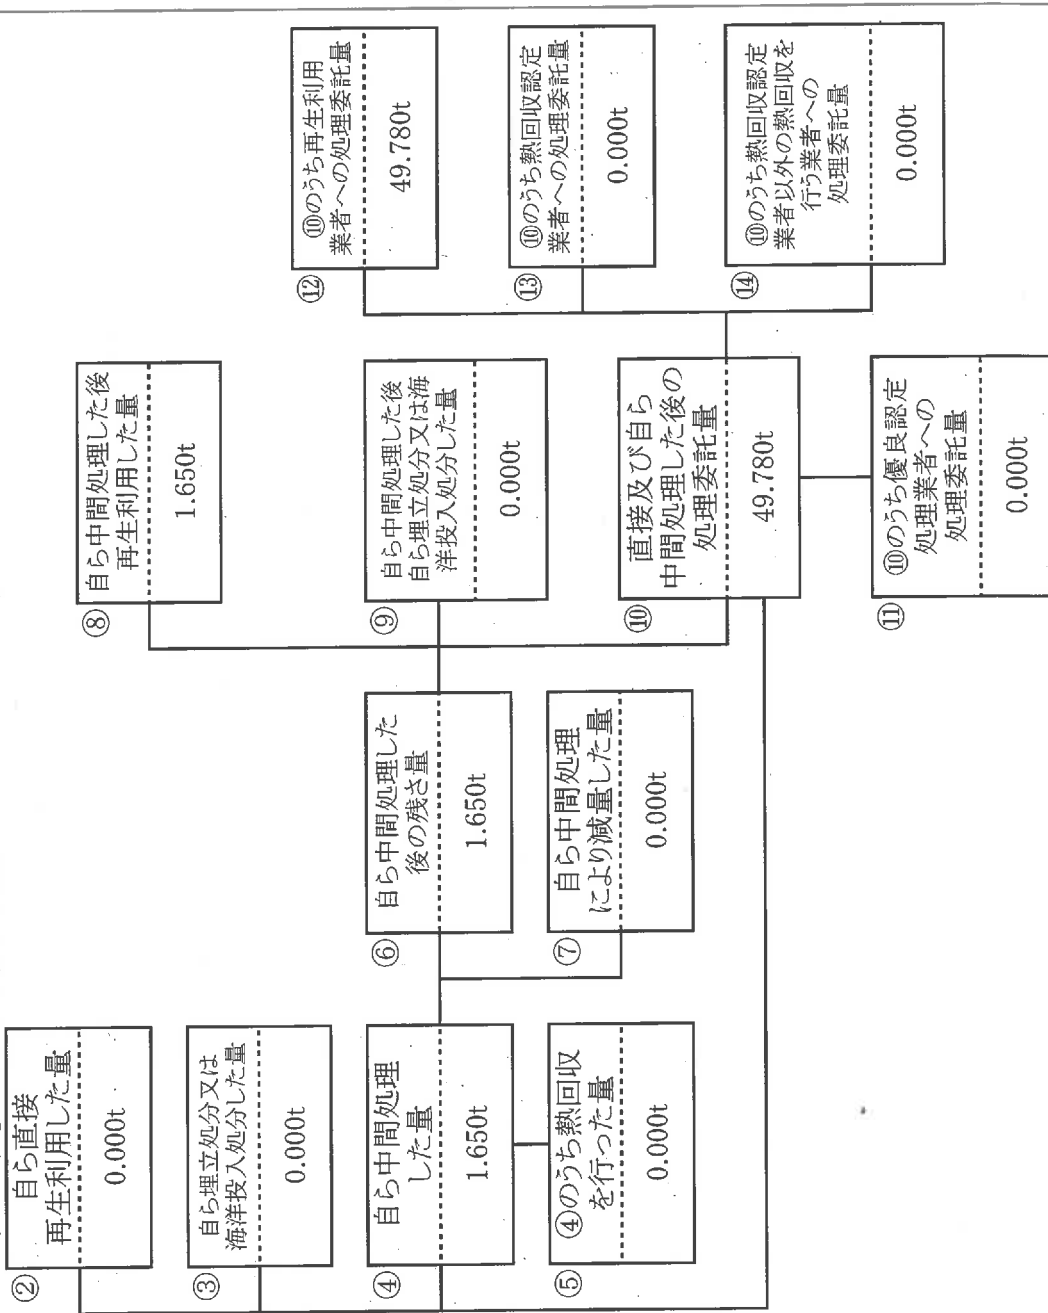 ②
自ら直接
再生利用した量
0.000t
③
自ら埋立処分又は
海洋投入処分した量
0.000t
④
自ら中間処理
した量
1.650t
⑤
④のうち熱回収
を行った量
0.000t
⑥
自ら中間処理した
後の残さ量
1.650t
⑦
自ら中間処理
により減量した量
0.000t
⑧
自ら中間処理した後
再生利用した量
1.650t
⑨
自ら中間処理した後
自ら埋立処分又は海
洋投入処分した量
0.000t
⑩
直接及び自ら
中間処理した後の
処理委託量
49.780t
⑪
⑩のうち優良認定
処理業者への
処理委託量
0.000t
⑫
⑩のうち再生利用
業者への処理委託量
49.780t
⑬
⑩のうち熱回収認定
業者への処理委託量
0.000t
⑭
⑩のうち熱回収認定
業者以外の熱回収を
行う業者への
処理委託量
0.000t